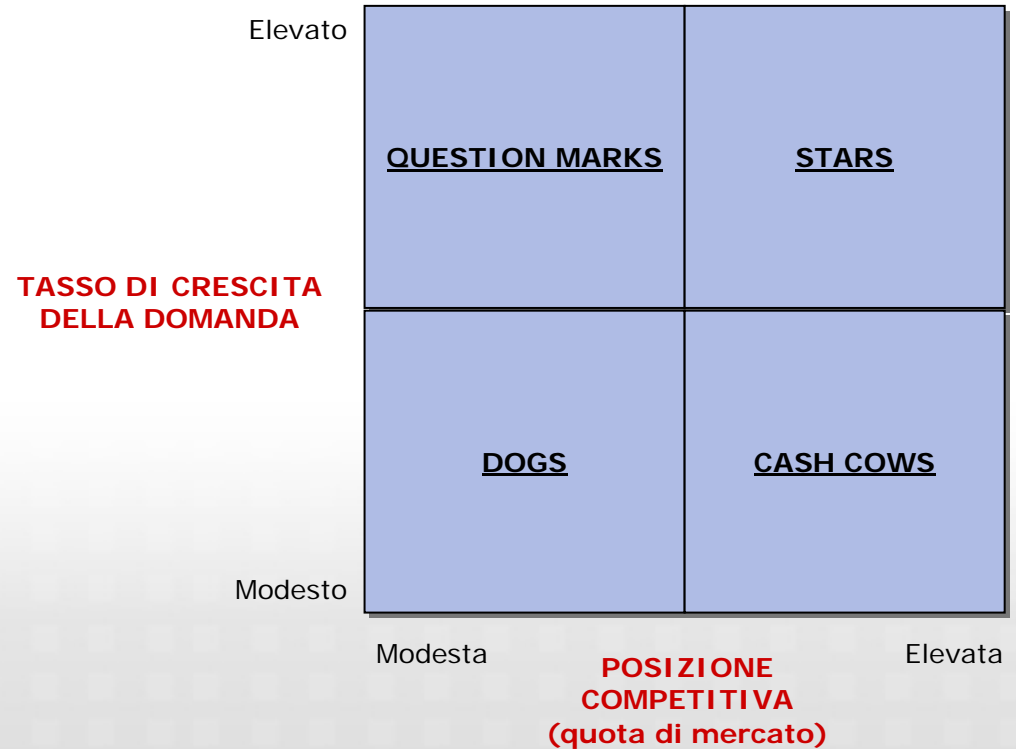 Elevato
QUESTION MARKS
STARS
TASSO DI CRESCITA
DELLA DOMANDA
DOGS
CASH COWS
Modesto
Modesta
Elevata
POSIZIONE
COMPETITIVA
(quota di mercato)